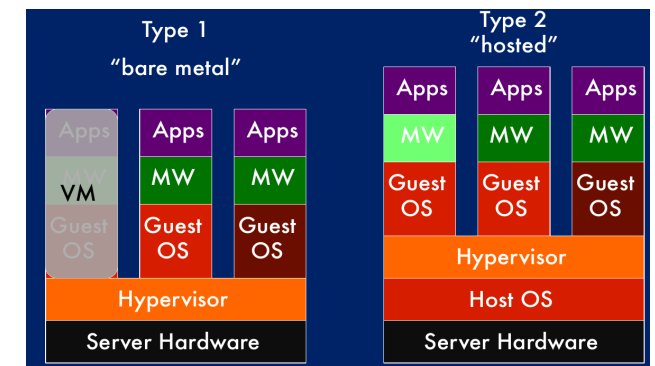 Type 1
“bare metal”
Apps
Apps
Apps
MW
VM
MW
MW
Guest
OS
Guest
OS
Guest
OS
Hypervisor
Server Hardware
Type 2
“hosted”
Apps
Apps
Apps
MW
MW
MW
Guest
OS
Guest
OS
Guest
OS
Hypervisor
Host OS
Server Hardware